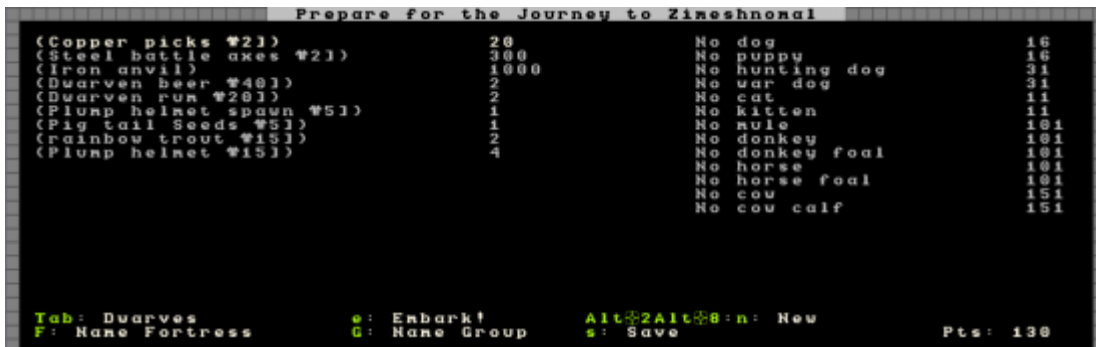 Prepare for the Journey to Zimeshnomal
(Copper picks ☼2]) 20 No dog 16
(Steel battle axes ☼2]) 300 No puppy 16
(Iron anvil) 1000 No hunting dog 31
(Dwarven beer ☼40]) 2 No war dog 31
(Dwarven rum ☼20]) 2 No cat 11
(Plump helmet spawn ☼5]) 1 No kitten 11
(Pig tail Seeds ☼5]) 1 No mule 101
(rainbow trout ☼15]) 2 No donkey 101
(Plump helmet ☼15]) 4 No donkey foal 101
No horse 101
No horse foal 101
No cow 151
No cow calf 151
Tab: Dwarves e: Embark! Alt+2Alt+8:n: New
F: Name Fortress G: Name Group s: Save Pts: 130